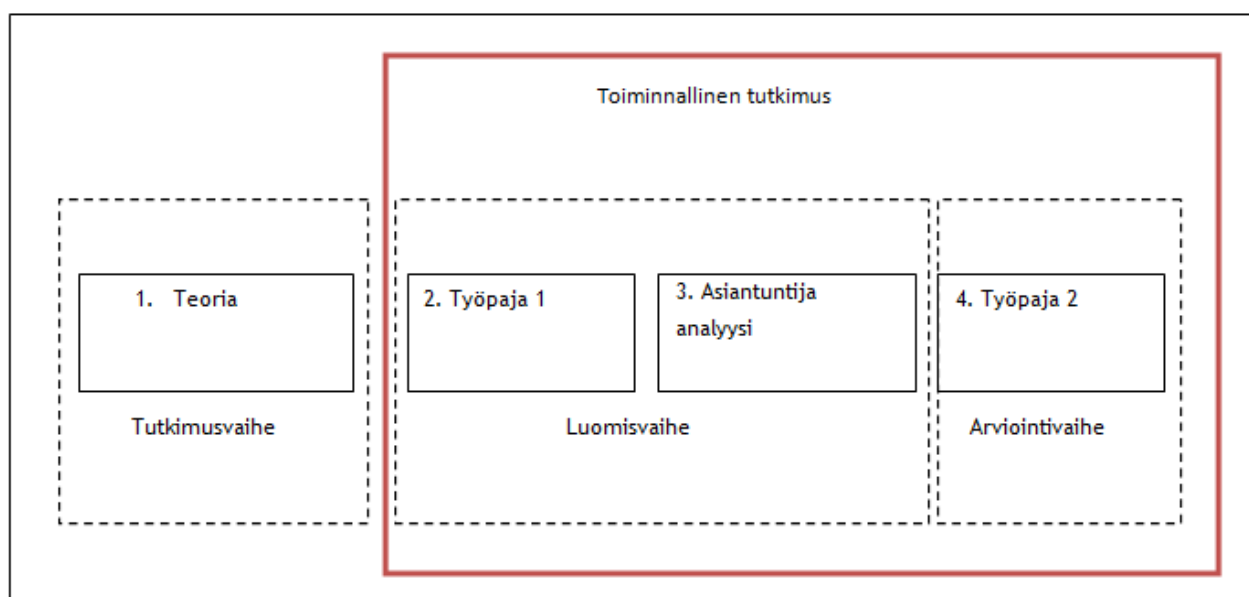 Toiminnallinen tutkimus
1. Teoria
2. Työpaja 1
3. Asiantuntija
analyysi
4. Työpaja 2
Tutkimusvaihe
Luomisvaihe
Arviointivaihe